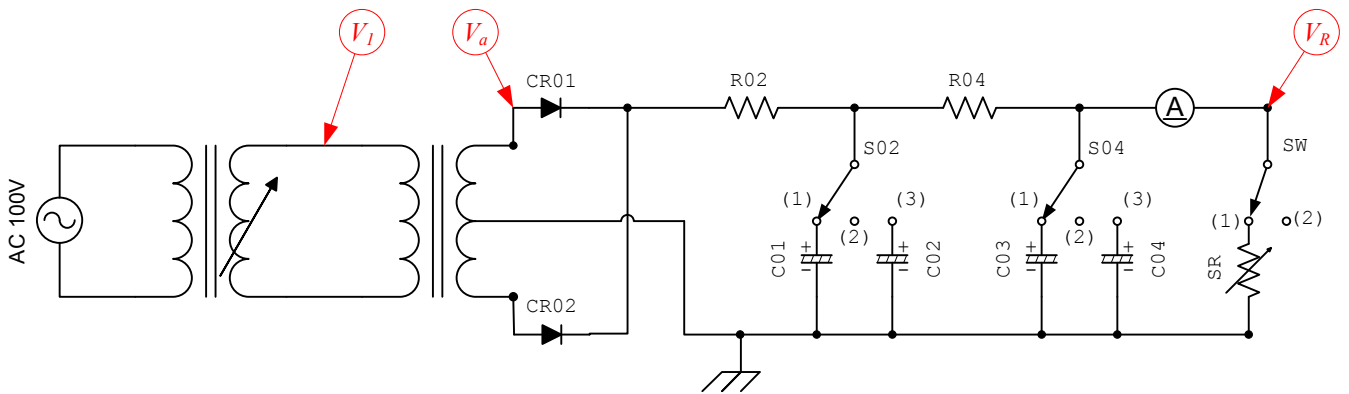 V1
Va
VR
CR01
R02
R04
A
S02
S04
SW
(1)
(2)
(3)
(1)
(2)
(3)
(1)
(2)
AC 100V
C01
C02
C03
C04
SR
+
-
+
-
+
-
+
-
CR02